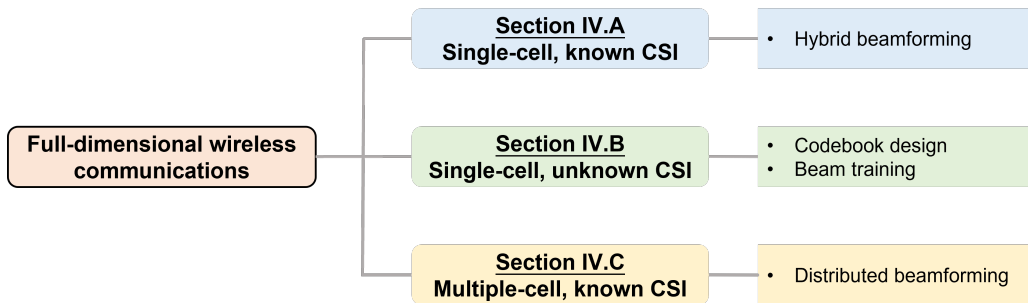 Full-dimensional wireless
communications
Section IV.A
Single-cell, known CSI
• Hybrid beamforming
Section IV.B
Single-cell, unknown CSI
• Codebook design
• Beam training
Section IV.C
Multiple-cell, known CSI
• Distributed beamforming